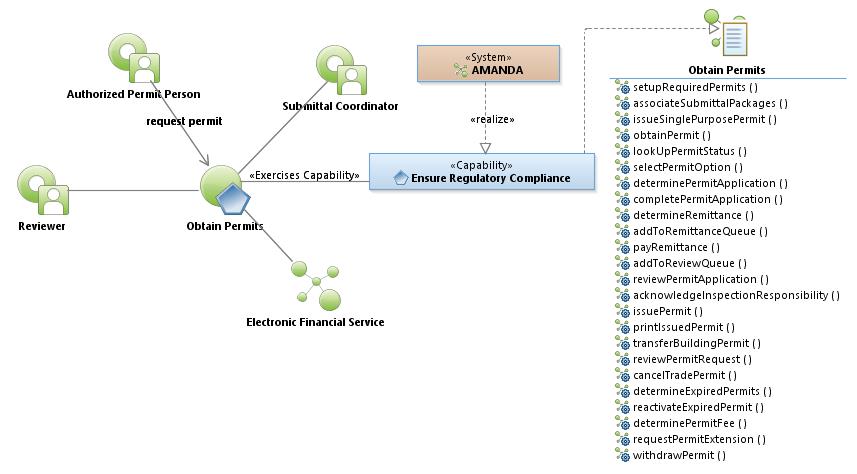 Authorized Permit Person
request permit
Submittal Coordinator
«System»
AMANDA
«realize»
«Exercises Capability»
«Capability»
Ensure Regulatory Compliance
Reviewer
Obtain Permits
Electronic Financial Service
Obtain Permits
setupRequiredPermits ( )
associateSubmittalPackages ( )
issueSinglePurposePermit ( )
obtainPermit ( )
lookUpPermitStatus ( )
selectPermitOption ( )
determinePermitApplication ( )
completePermitApplication ( )
determineRemittance ( )
addToRemittanceQueue ( )
payRemittance ( )
addToReviewQueue ( )
reviewPermitApplication ( )
acknowledgeInspectionResponsibility ( )
issuePermit ( )
printIssuedPermit ( )
transferBuildingPermit ( )
reviewPermitRequest ( )
cancelTradePermit ( )
determineExpiredPermits ( )
reactivateExpiredPermit ( )
determinePermitFee ( )
requestPermitExtension ( )
withdrawPermit ( )